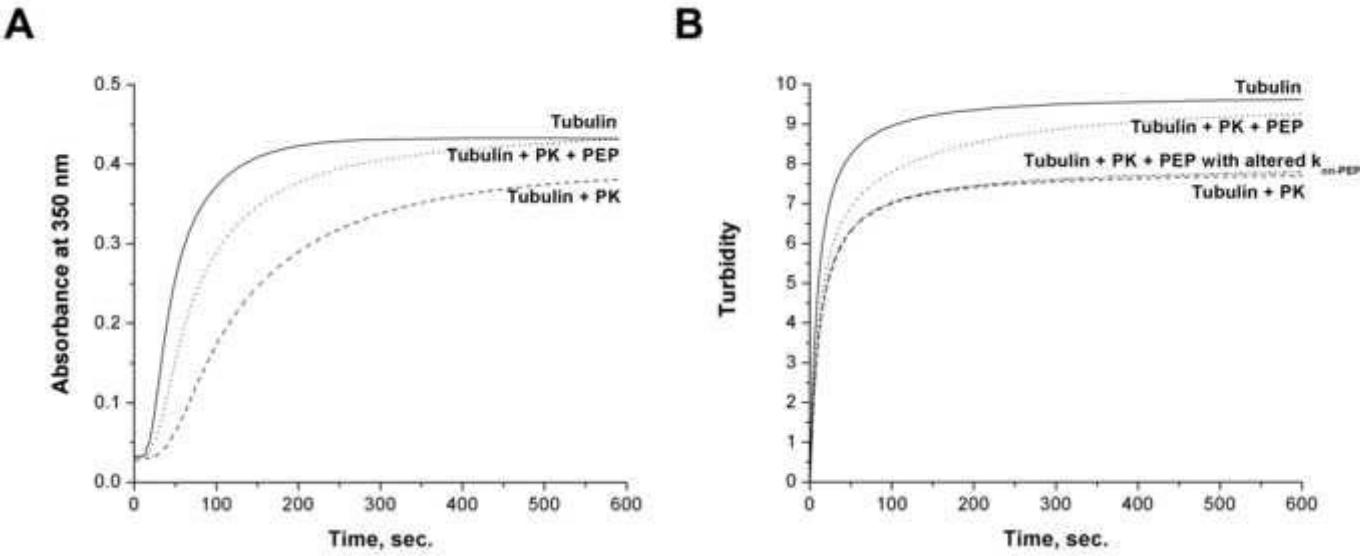 A
B
Absorbance at 350 nm
0.5
0.4
0.3
0.2
0.1
0.0
Tubulin
Tubulin + PK + PEP
Tubulin + PK
0 100 200 300 400 500 600
Time, sec.
Turbidity
10
9
8
7
6
5
4
3
2
1
0
Tubulin
Tubulin + PK + PEP
Tubulin + PK + PEP with altered k
Tubulin + PK
0 100 200 300 400 500 600
Time, sec.